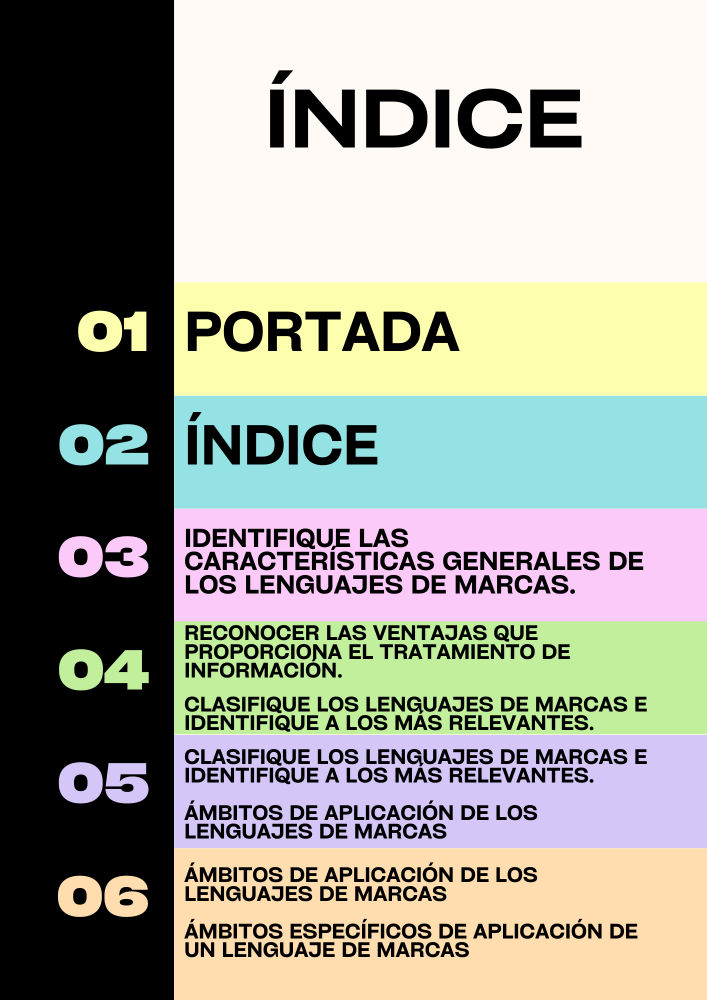 ÍNDICE
01 PORTADA
02 ÍNDICE
03 IDENTIFIQUE LAS
CARACTERÍSTICAS GENERALES DE
LOS LENGUAJES DE MARCAS.
04 RECONOCER LAS VENTAJAS QUE
PROPORCIONA EL TRATAMIENTO DE
INFORMACIÓN.
CLASIFIQUE LOS LENGUAJES DE MARCAS E
IDENTIFIQUE A LOS MÁS RELEVANTES.
05 CLASIFIQUE LOS LENGUAJES DE MARCAS E
IDENTIFIQUE A LOS MÁS RELEVANTES.
ÁMBITOS DE APLICACIÓN DE LOS
LENGUAJES DE MARCAS
06 ÁMBITOS DE APLICACIÓN DE LOS
LENGUAJES DE MARCAS
ÁMBITOS ESPECÍFICOS DE APLICACIÓN DE
UN LENGUAJE DE MARCAS